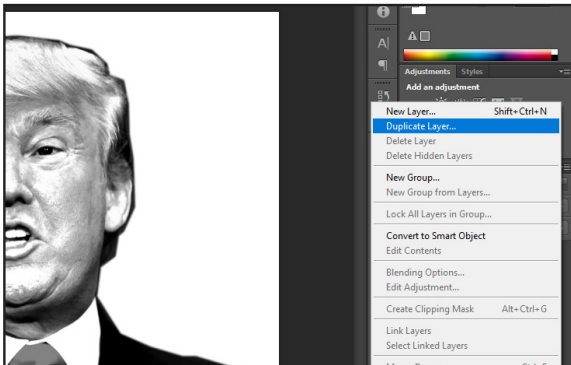 A|
Adjustments Styles
Add an adjustment
New Layer... Shift+Ctrl+N
Duplicate Layer...
Delete Layer
Delete Hidden Layers
New Group...
New Group from Layers...
Lock All Layers in Group...
Convert to Smart Object
Edit Contents
Blending Options...
Edit Adjustment...
Create Clipping Mask Alt+Ctrl+G
Link Layers
Select Linked Layers